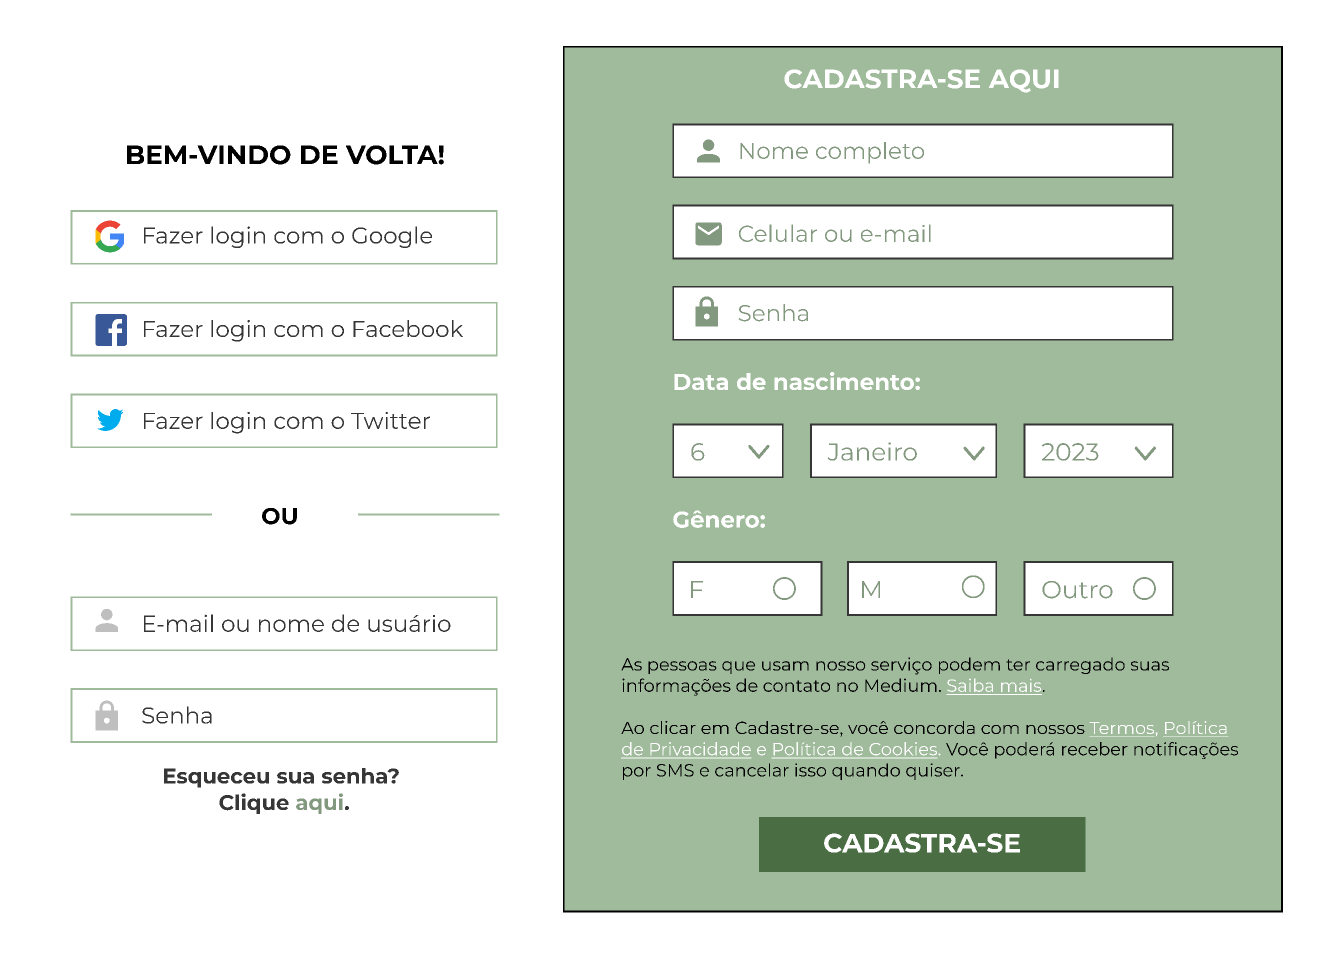 BEM-VINDO DE VOLTA!
Fazer login com o Google
Fazer login com o Facebook
Fazer login com o Twitter
OU
E-mail ou nome de usuário
Senha
Esqueceu sua senha?
Clique aqui.
CADASTRA-SE AQUI
Nome completo
Celular ou e-mail
Senha
Data de nascimento:
6 Janeiro 2023
Gênero:
F M Outro
As pessoas que usam nosso serviço podem ter carregado suas
informações de contato no Medium. Saiba mais.
Ao clicar em Cadastre-se, você concorda com nossos Termos, Política
de Privacidade e Política de Cookies. Você poderá receber notificações
por SMS e cancelar isso quando quiser.
CADASTRA-SE